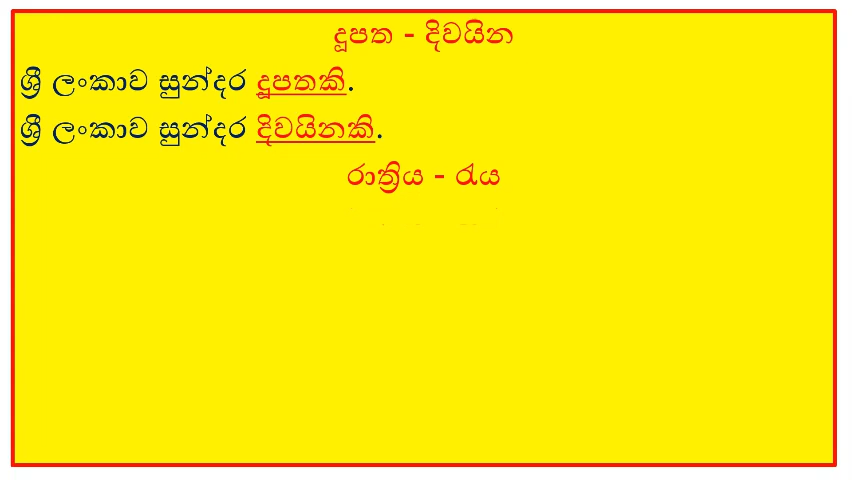 දූපත - දිවයින
ශ්‍රී ලංකාව සුන්දර දූපතකි.
ශ්‍රී ලංකාව සුන්දර දිවයිනකි.
රාත්‍රිය - රැය